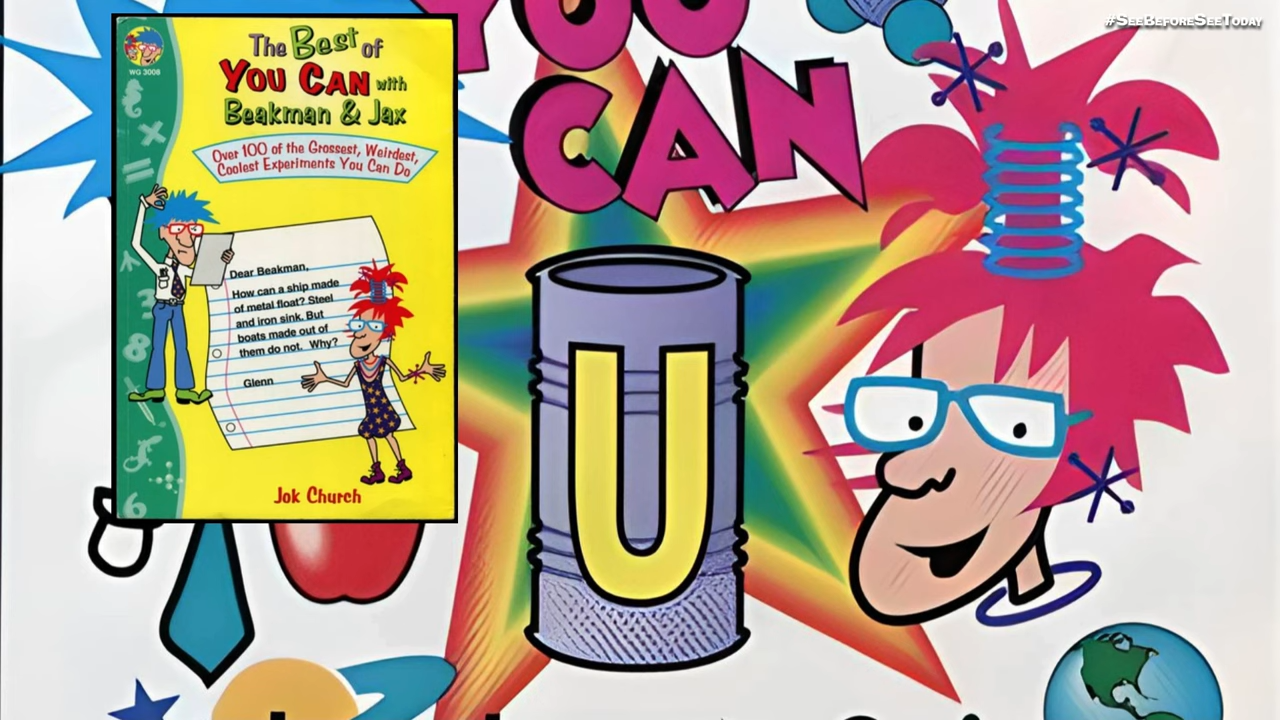 #SeeBeforeSeeToday
YOU
CAN
U
WG 3008
The Best of
YOU CAN with
Beakman & Jax
Over 100 of the Grossest, Weirdest,
Coolest Experiments You Can Do
Dear Beakman,
How can a ship made
of metal float? Steel
and iron sink. But
boats made out of
them do not. Why?
Glenn
Jok Church